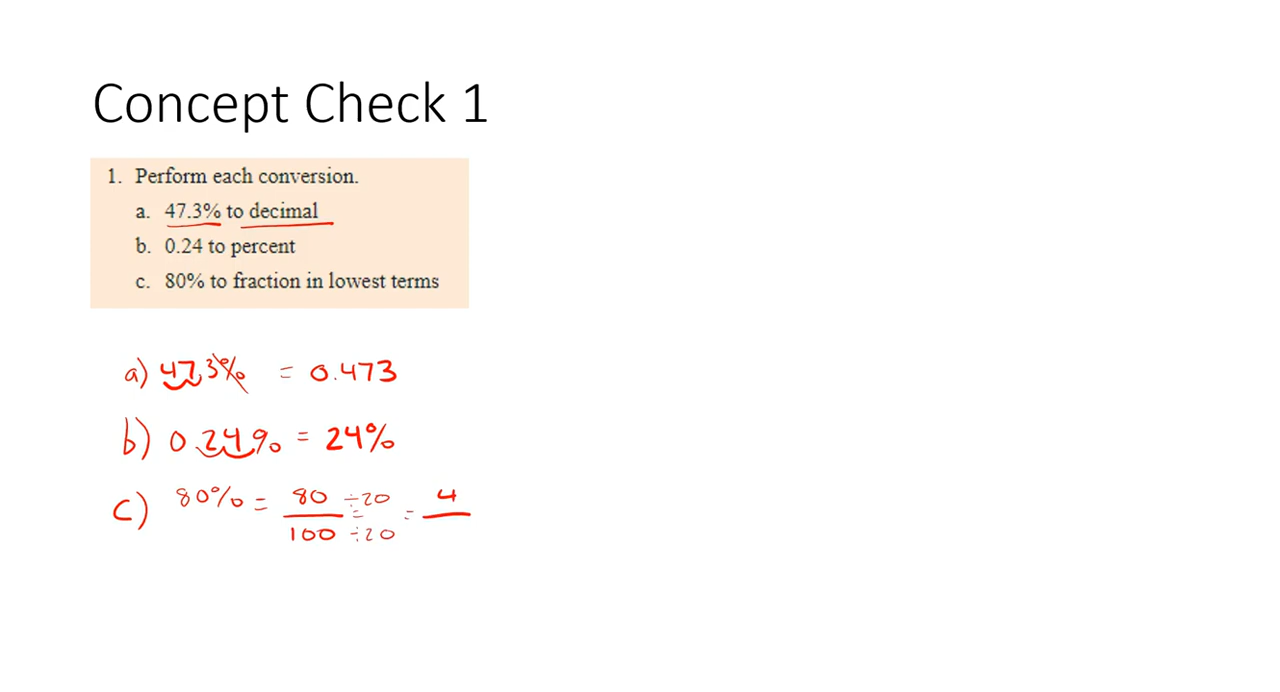 Concept Check 1
1. Perform each conversion.
a. 47.3% to decimal
b. 0.24 to percent
c. 80% to fraction in lowest terms
a) 47.3% = 0.473
b) 0.24% = 24%
c) 80% = 80/100 ÷20/÷20 = 4/